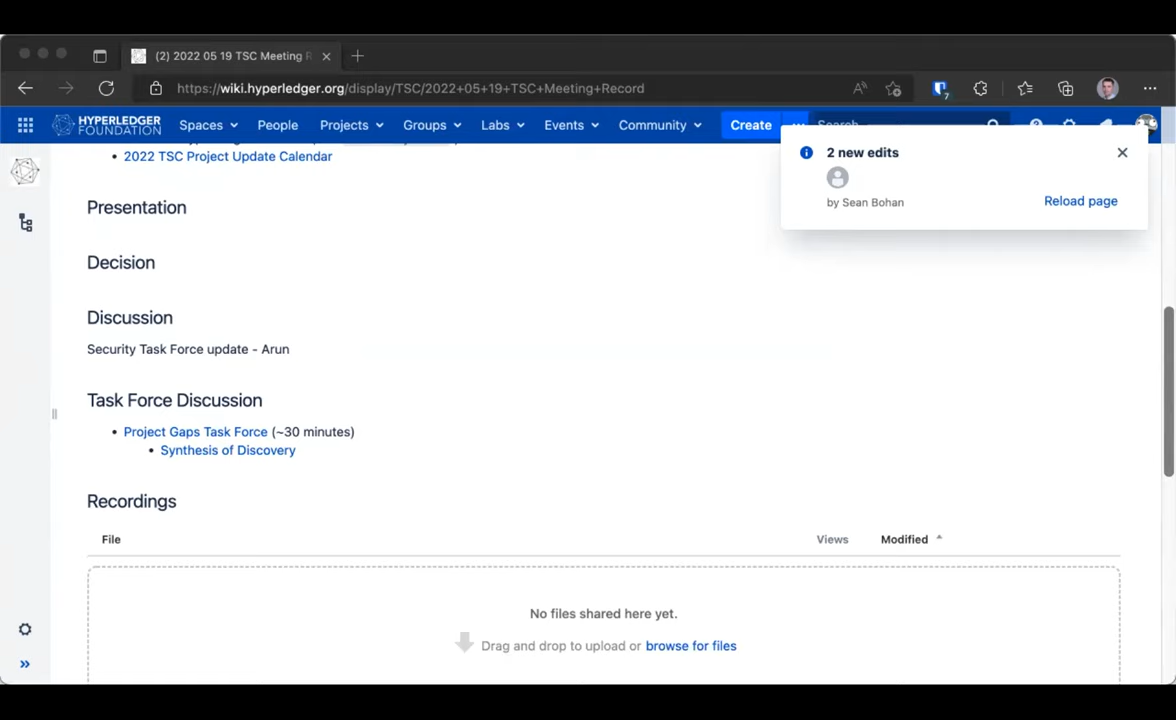 (2) 2022 05 19 TSC Meeting R
https://wiki.hyperledger.org/display/TSC/2022+05+19+TSC+Meeting+Record
7
HYPERLEDGER
FOUNDATION
Spaces
People
Projects
Groups
Labs
Events
Community
Create
Search
2022 TSC Project Update Calendar
2 new edits
by Sean Bohan
Reload page
Presentation
Decision
Discussion
Security Task Force update - Arun
Task Force Discussion
Project Gaps Task Force (~30 minutes)
Synthesis of Discovery
Recordings
File
Views
Modified
No files shared here yet.
Drag and drop to upload or browse for files